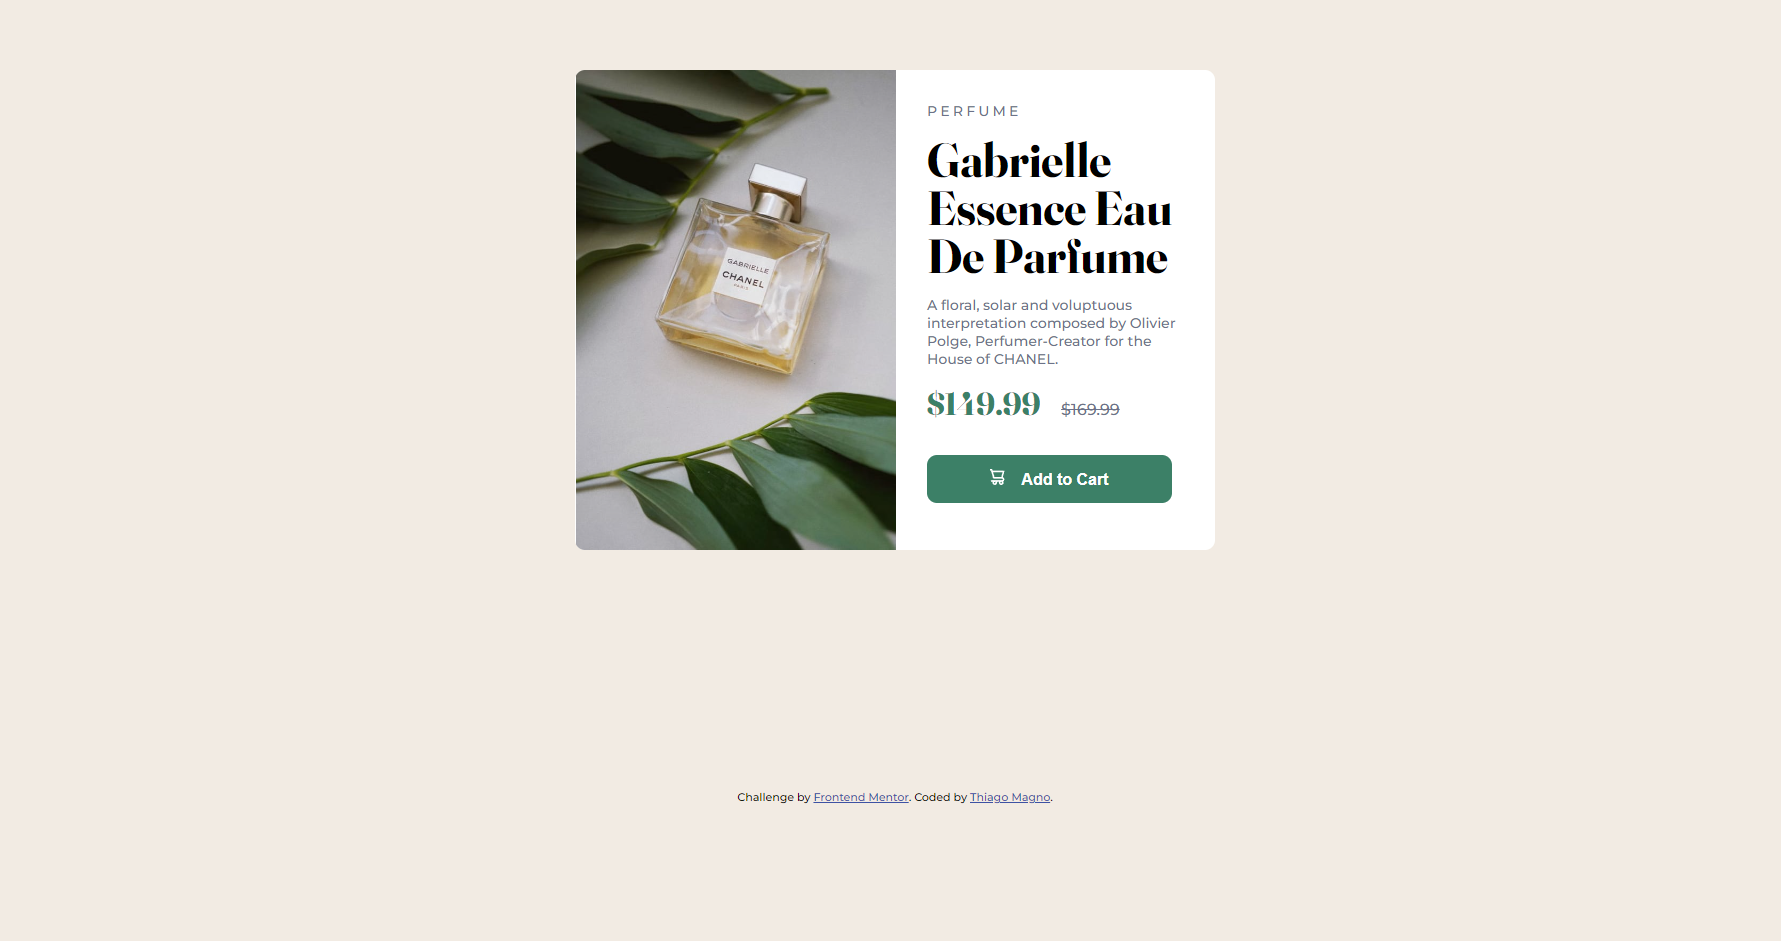 GABRIELLE
CHANEL
PARIS
PERFUME
Gabrielle
Essence Eau
De Parfume
A floral, solar and voluptuous
interpretation composed by Olivier
Polge, Perfumer-Creator for the
House of CHANEL.
$149.99 $169.99
Add to Cart
Challenge by Frontend Mentor. Coded by Thiago Magno.